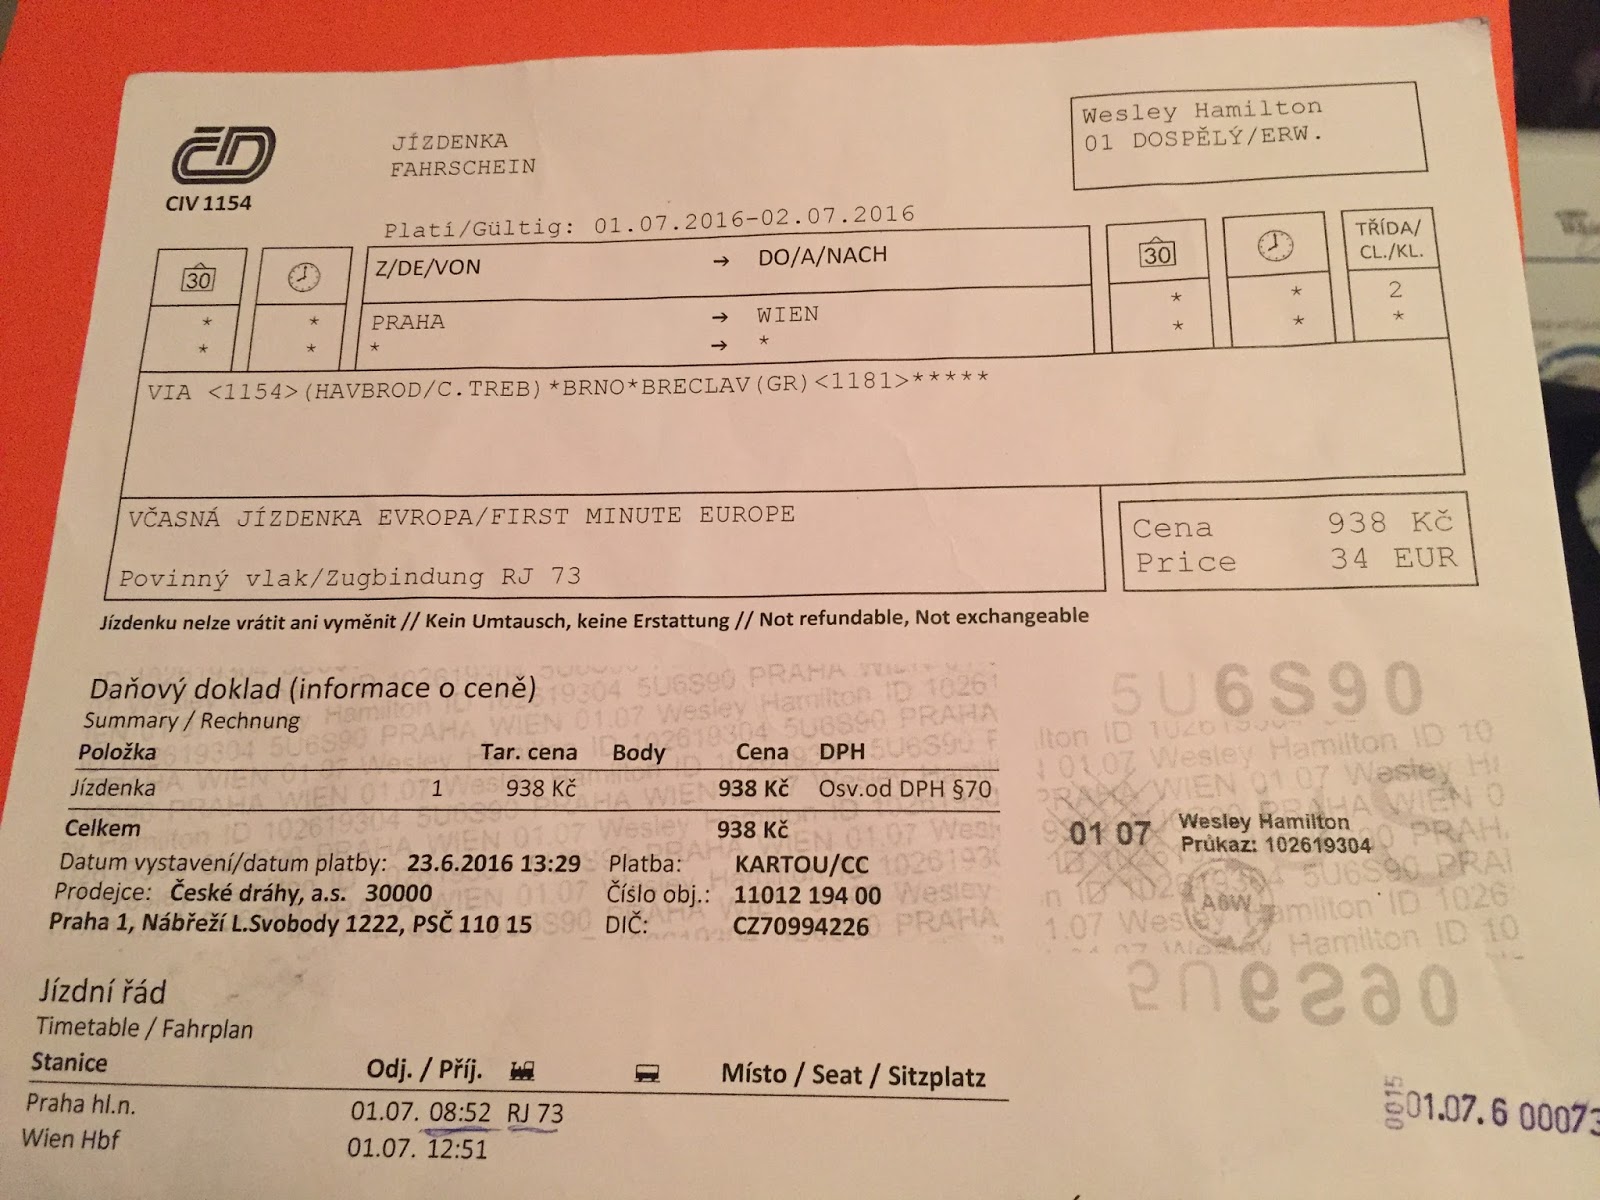 ČD
CIV 1154
JÍZDENKA
FAHRSCHEIN
Wesley Hamilton
01 DOSPĚLÝ/ERW.
Platí/Gültig: 01.07.2016-02.07.2016
30 Z/DE/VON → DO/A/NACH 30 TŘÍDA/
CL./KL.
* * PRAHA → WIEN * * 2
* * * → * * * *
VIA <1154>(HAVBROD/C.TREB)*BRNO*BRECLAV(GR)<1181>*****
VČASNÁ JÍZDENKA EVROPA/FIRST MINUTE EUROPE
Povinný vlak/Zugbindung RJ 73
Cena 938 Kč
Price 34 EUR
Jízdenku nelze vrátit ani vyměnit // Kein Umtausch, keine Erstattung // Not refundable, Not exchangeable
Daňový doklad (informace o ceně)
Summary / Rechnung
Položka Tar. cena Body Cena DPH
Jízdenka 1 938 Kč 938 Kč Osv.od DPH §70
Celkem 938 Kč
Datum vystavení/datum platby: 23.6.2016 13:29 Platba: KARTOU/CC
Prodejce: České dráhy, a.s. 30000 Číslo obj.: 11012 194 00
Praha 1, Nábřeží L.Svobody 1222, PSČ 110 15 DIČ: CZ70994226
5U6S90
01 07 Wesley Hamilton
Průkaz: 102619304
A6W
5U6S90
Jízdní řád
Timetable / Fahrplan
Stanice Odj. / Příj. Místo / Seat / Sitzplatz
Praha hl.n. 01.07. 08:52 RJ 73
Wien Hbf 01.07. 12:51
0015 01.07.6 00073